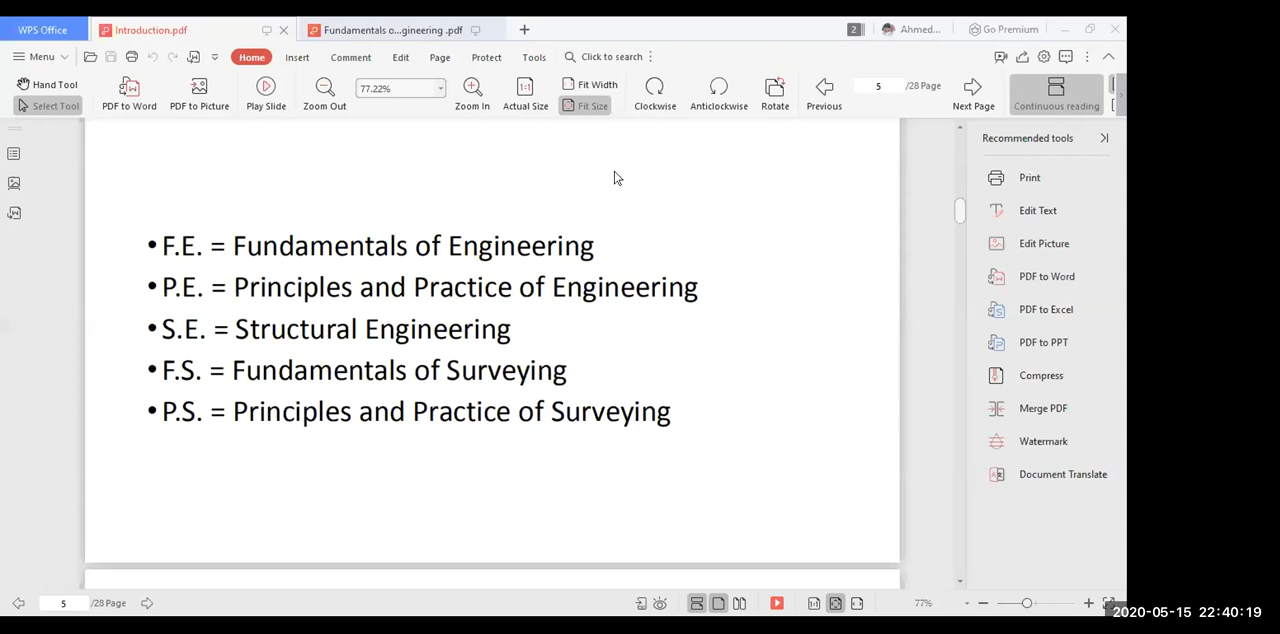 WPS Office
Introduction.pdf
Fundamentals o...gineering .pdf
2
Ahmed...
Go Premium
Menu
Home
Insert
Comment
Edit
Page
Protect
Tools
Click to search
Hand Tool
Select Tool
PDF to Word
PDF to Picture
Play Slide
Zoom Out
77.22%
Zoom In
1:1
Actual Size
Fit Width
Fit Size
Clockwise
Anticlockwise
Rotate
Previous
5
/28 Page
Next Page
Continuous reading
Recommended tools
• F.E. = Fundamentals of Engineering
• P.E. = Principles and Practice of Engineering
• S.E. = Structural Engineering
• F.S. = Fundamentals of Surveying
• P.S. = Principles and Practice of Surveying
Print
Edit Text
Edit Picture
PDF to Word
PDF to Excel
PDF to PPT
Compress
Merge PDF
Watermark
Document Translate
5
/28 Page
77%
2020-05-15 22:40:19